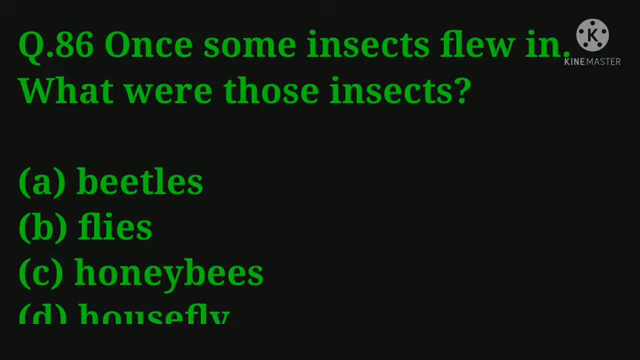 Q.86 Once some insects flew in.
What were those insects?
(a) beetles
(b) flies
(c) honeybees
(d) housefly
K
KINEMASTER